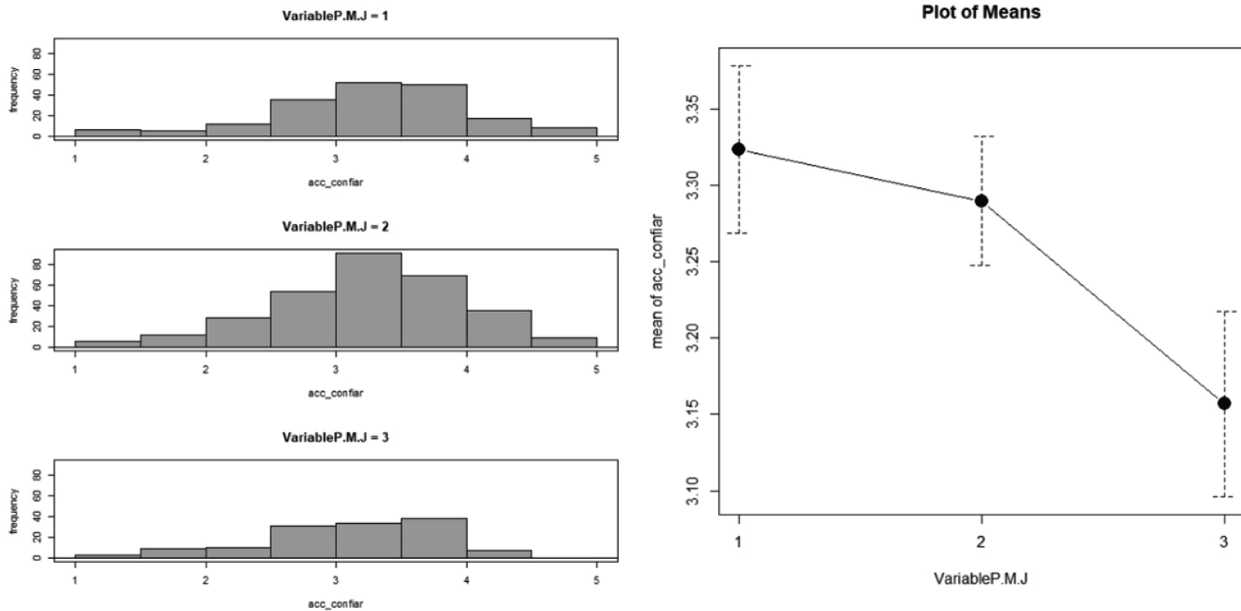 VariableP.M.J = 1
frequency
0 20 40 60 80
1 2 3 4 5
acc_confiar
VariableP.M.J = 2
frequency
0 20 40 60 80
1 2 3 4 5
acc_confiar
VariableP.M.J = 3
frequency
0 20 40 60 80
1 2 3 4 5
acc_confiar
Plot of Means
mean of acc_confiar
3.10 3.15 3.20 3.25 3.30 3.35
1 2 3
VariableP.M.J